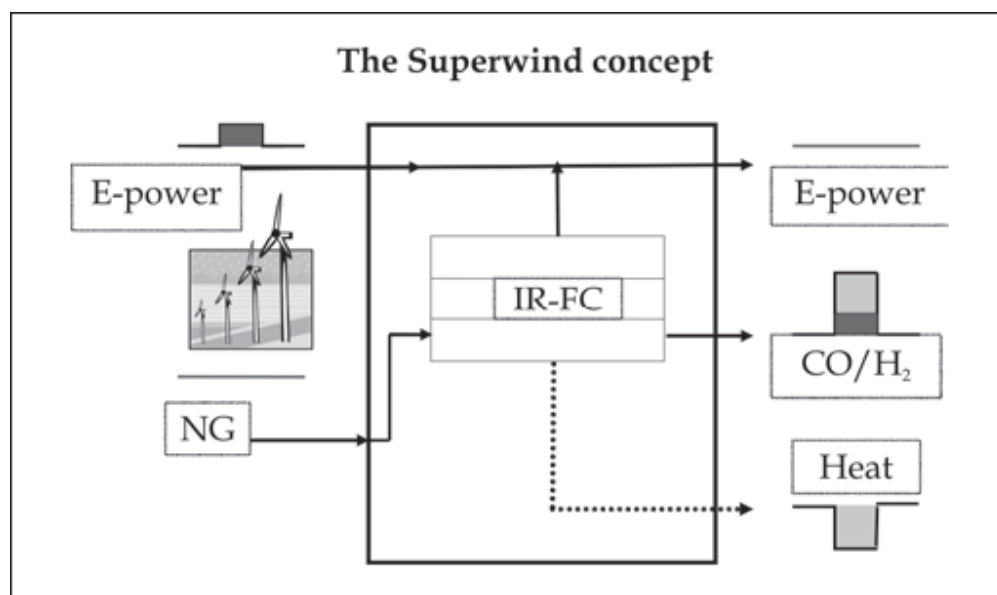 The Superwind concept
E-power
E-power
IR-FC
CO/H₂
NG
Heat